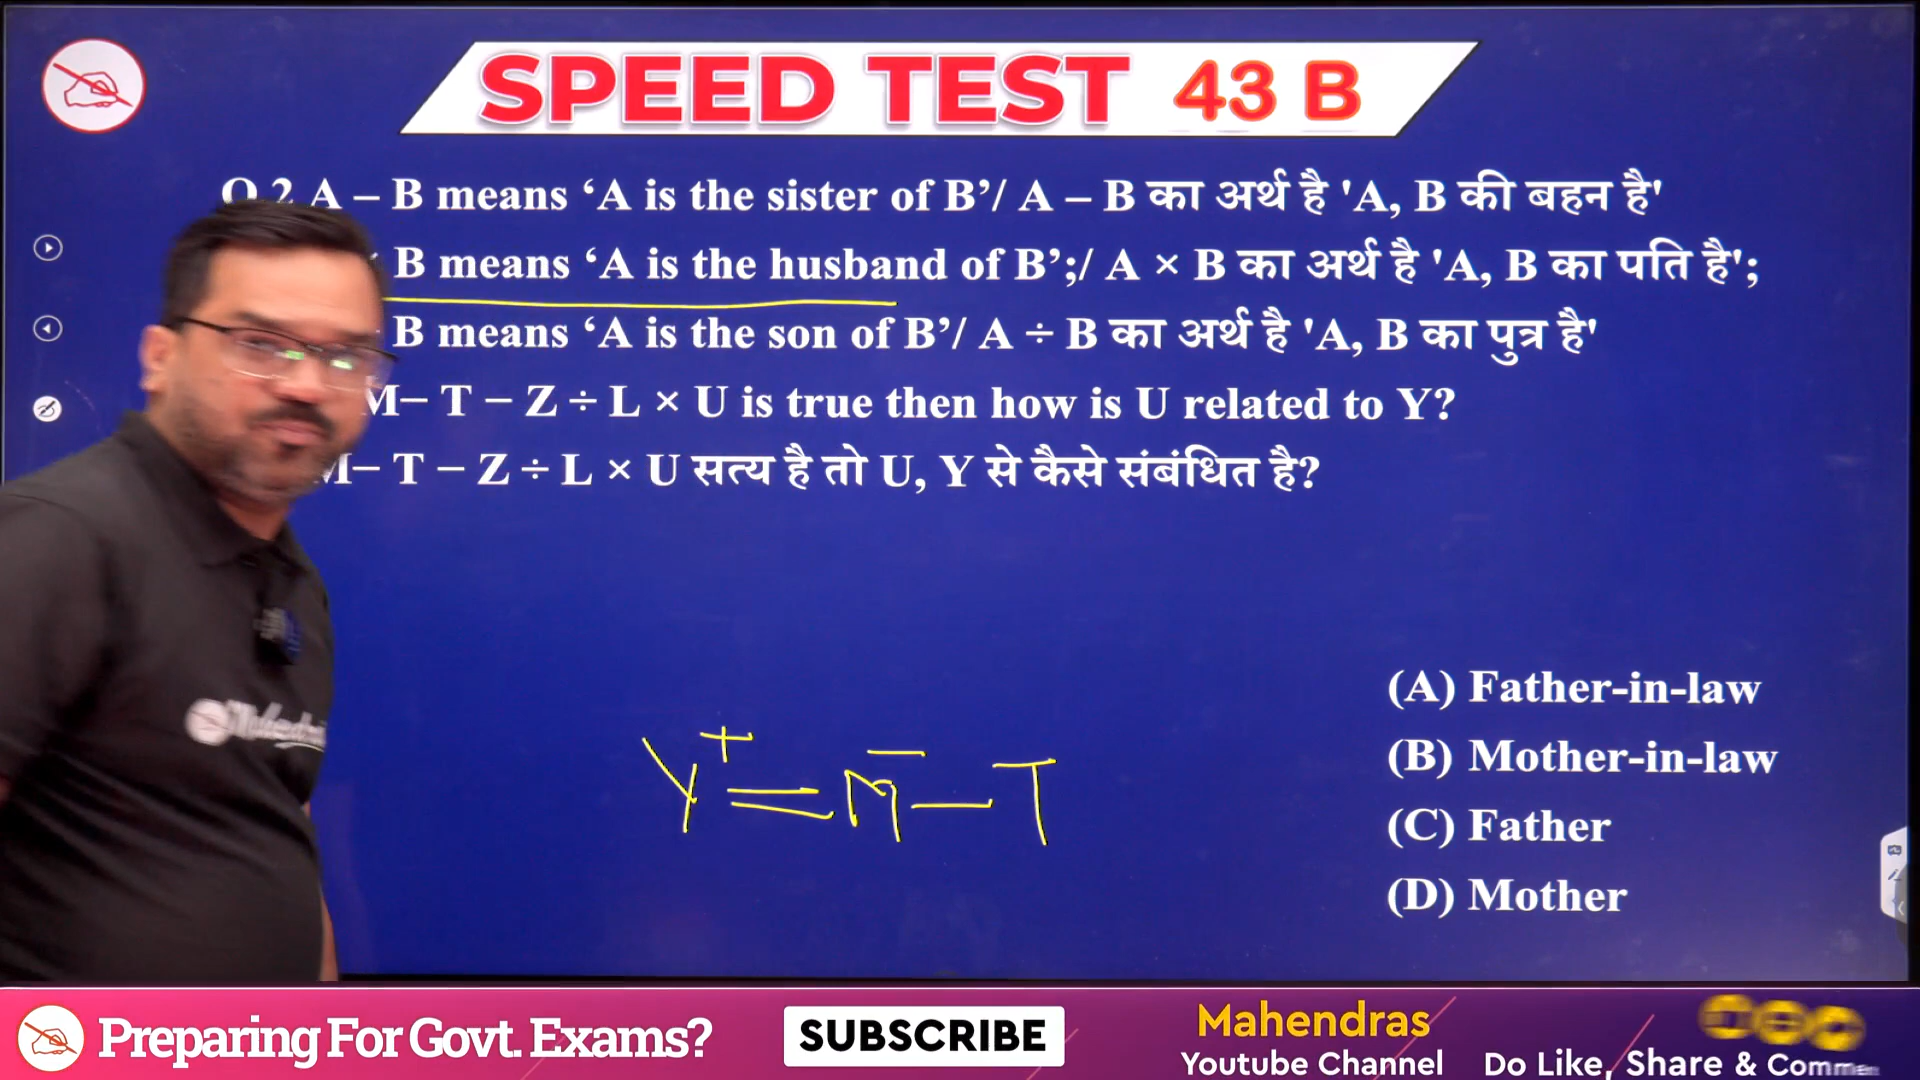 SPEED TEST 43 B
Q.2 A – B means ‘A is the sister of B’/ A – B का अर्थ है 'A, B की बहन है'
B means ‘A is the husband of B’;/ A × B का अर्थ है 'A, B का पति है';
B means ‘A is the son of B’/ A ÷ B का अर्थ है 'A, B का पुत्र है'
M– T – Z ÷ L × U is true then how is U related to Y?
M– T – Z ÷ L × U सत्य है तो U, Y से कैसे संबंधित है?
(A) Father-in-law
(B) Mother-in-law
(C) Father
(D) Mother
Y + = M – T
Preparing For Govt. Exams?
SUBSCRIBE
Mahendras
Youtube Channel
Do Like, Share & Commen